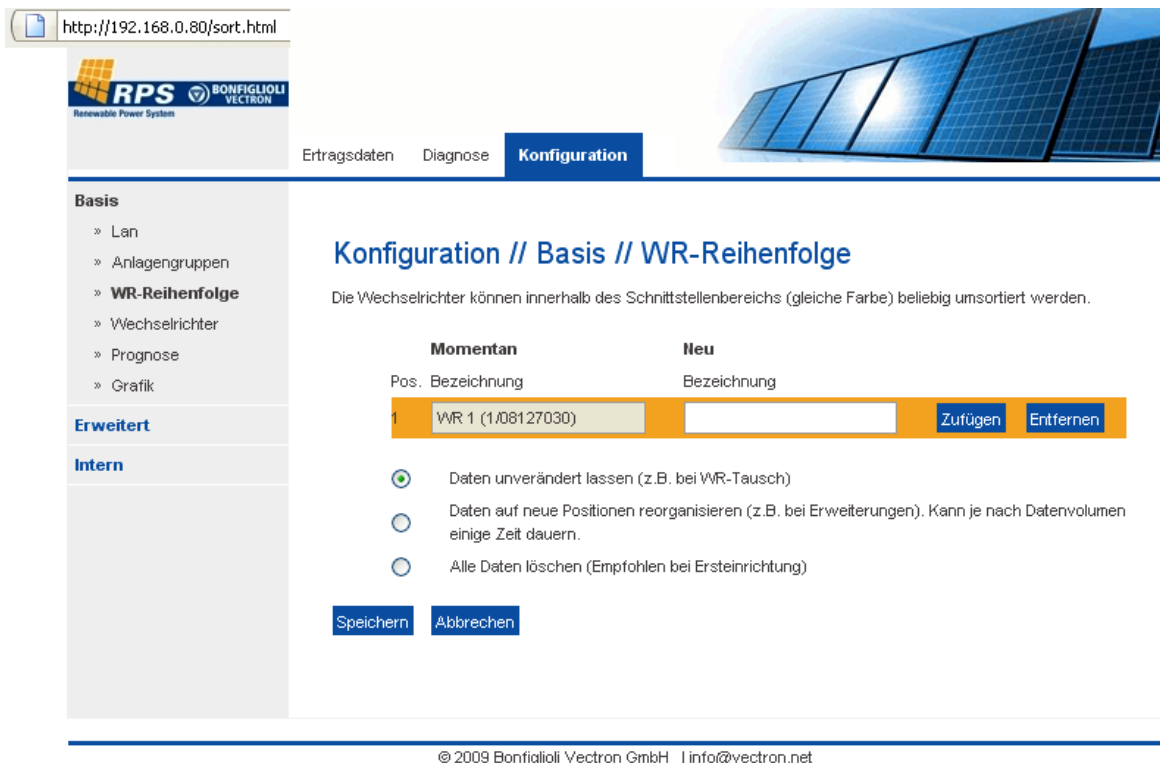 http://192.168.0.80/sort.html
RPS BONFIGLIOLI VECTRON
Renewable Power System
Ertragsdaten Diagnose Konfiguration
Basis
» Lan
» Anlagengruppen
» WR-Reihenfolge
» Wechselrichter
» Prognose
» Grafik
Erweitert
Intern
Konfiguration // Basis // WR-Reihenfolge
Die Wechselrichter können innerhalb des Schnittstellenbereichs (gleiche Farbe) beliebig umsortiert werden.
Momentan Neu
Pos. Bezeichnung Bezeichnung
1 WR 1 (1/08127030) Zufügen Entfernen
Daten unverändert lassen (z.B. bei WR-Tausch)
Daten auf neue Positionen reorganisieren (z.B. bei Erweiterungen). Kann je nach Datenvolumen
einige Zeit dauern.
Alle Daten löschen (Empfohlen bei Ersteinrichtung)
Speichern Abbrechen
© 2009 Bonfiglioli Vectron GmbH | info@vectron.net